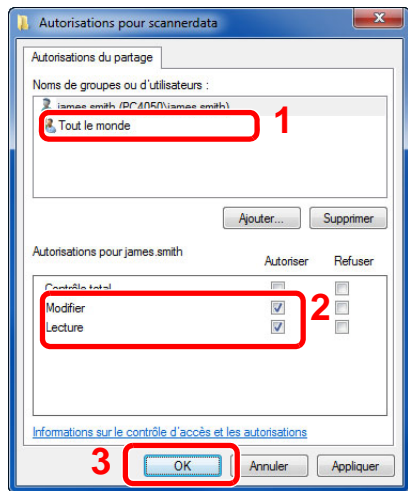 Autorisations pour scannerdata
Autorisations du partage
Noms de groupes ou d'utilisateurs :
james smith (PC4050\james smith)
Tout le monde
1
Ajouter...
Supprimer
Autorisations pour james.smith
Autoriser
Refuser
Contrôle total
Modifier
2
Lecture
Informations sur le contrôle d'accès et les autorisations
3
OK
Annuler
Appliquer